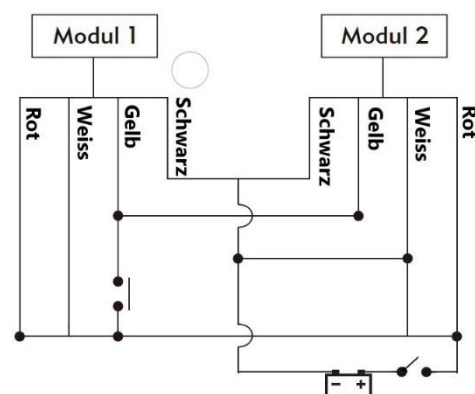 Modul 1
Modul 2
Rot
Weiss
Gelb
Schwarz
Schwarz
Gelb
Weiss
Rot
- +